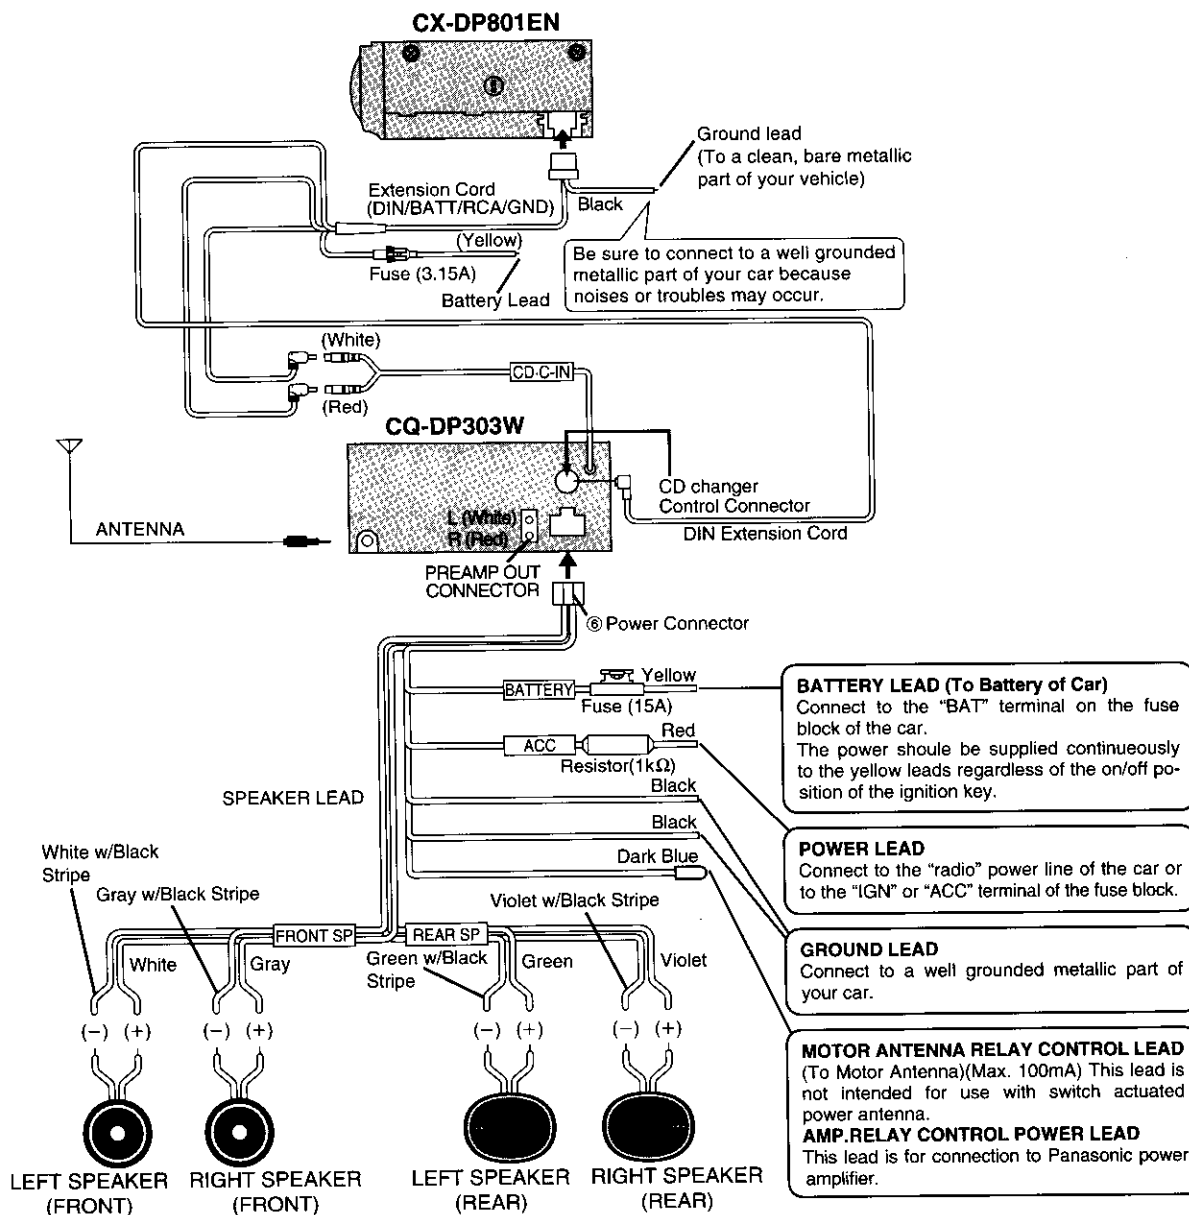 CX-DP801EN
Ground lead
(To a clean, bare metallic
part of your vehicle)
Extension Cord
(DIN/BATT/RCA/GND)
Black
(Yellow)
Fuse (3.15A)
Battery Lead
Be sure to connect to a well grounded
metallic part of your car because
noises or troubles may occur.
(White)
CD-C-IN
(Red)
CQ-DP303W
CD changer
Control Connector
DIN Extension Cord
ANTENNA
L (White)
R (Red)
PREAMP OUT
CONNECTOR
⑥ Power Connector
BATTERY
Yellow
Fuse (15A)
ACC
Red
Resistor(1kΩ)
Black
Black
Dark Blue
SPEAKER LEAD
BATTERY LEAD (To Battery of Car)
Connect to the “BAT” terminal on the fuse
block of the car.
The power shoule be supplied continueously
to the yellow leads regardless of the on/off po-
sition of the ignition key.
POWER LEAD
Connect to the “radio” power line of the car or
to the “IGN” or “ACC” terminal of the fuse block.
GROUND LEAD
Connect to a well grounded metallic part of
your car.
MOTOR ANTENNA RELAY CONTROL LEAD
(To Motor Antenna)(Max. 100mA) This lead is
not intended for use with switch actuated
power antenna.
AMP.RELAY CONTROL POWER LEAD
This lead is for connection to Panasonic power
amplifier.
White w/Black
Stripe
Gray w/Black Stripe
Violet w/Black Stripe
FRONT SP
REAR SP
White
Gray
Green w/Black
Stripe
Green
Violet
(−) (+) (−) (+) (−) (+) (−) (+)
LEFT SPEAKER
(FRONT)
RIGHT SPEAKER
(FRONT)
LEFT SPEAKER
(REAR)
RIGHT SPEAKER
(REAR)